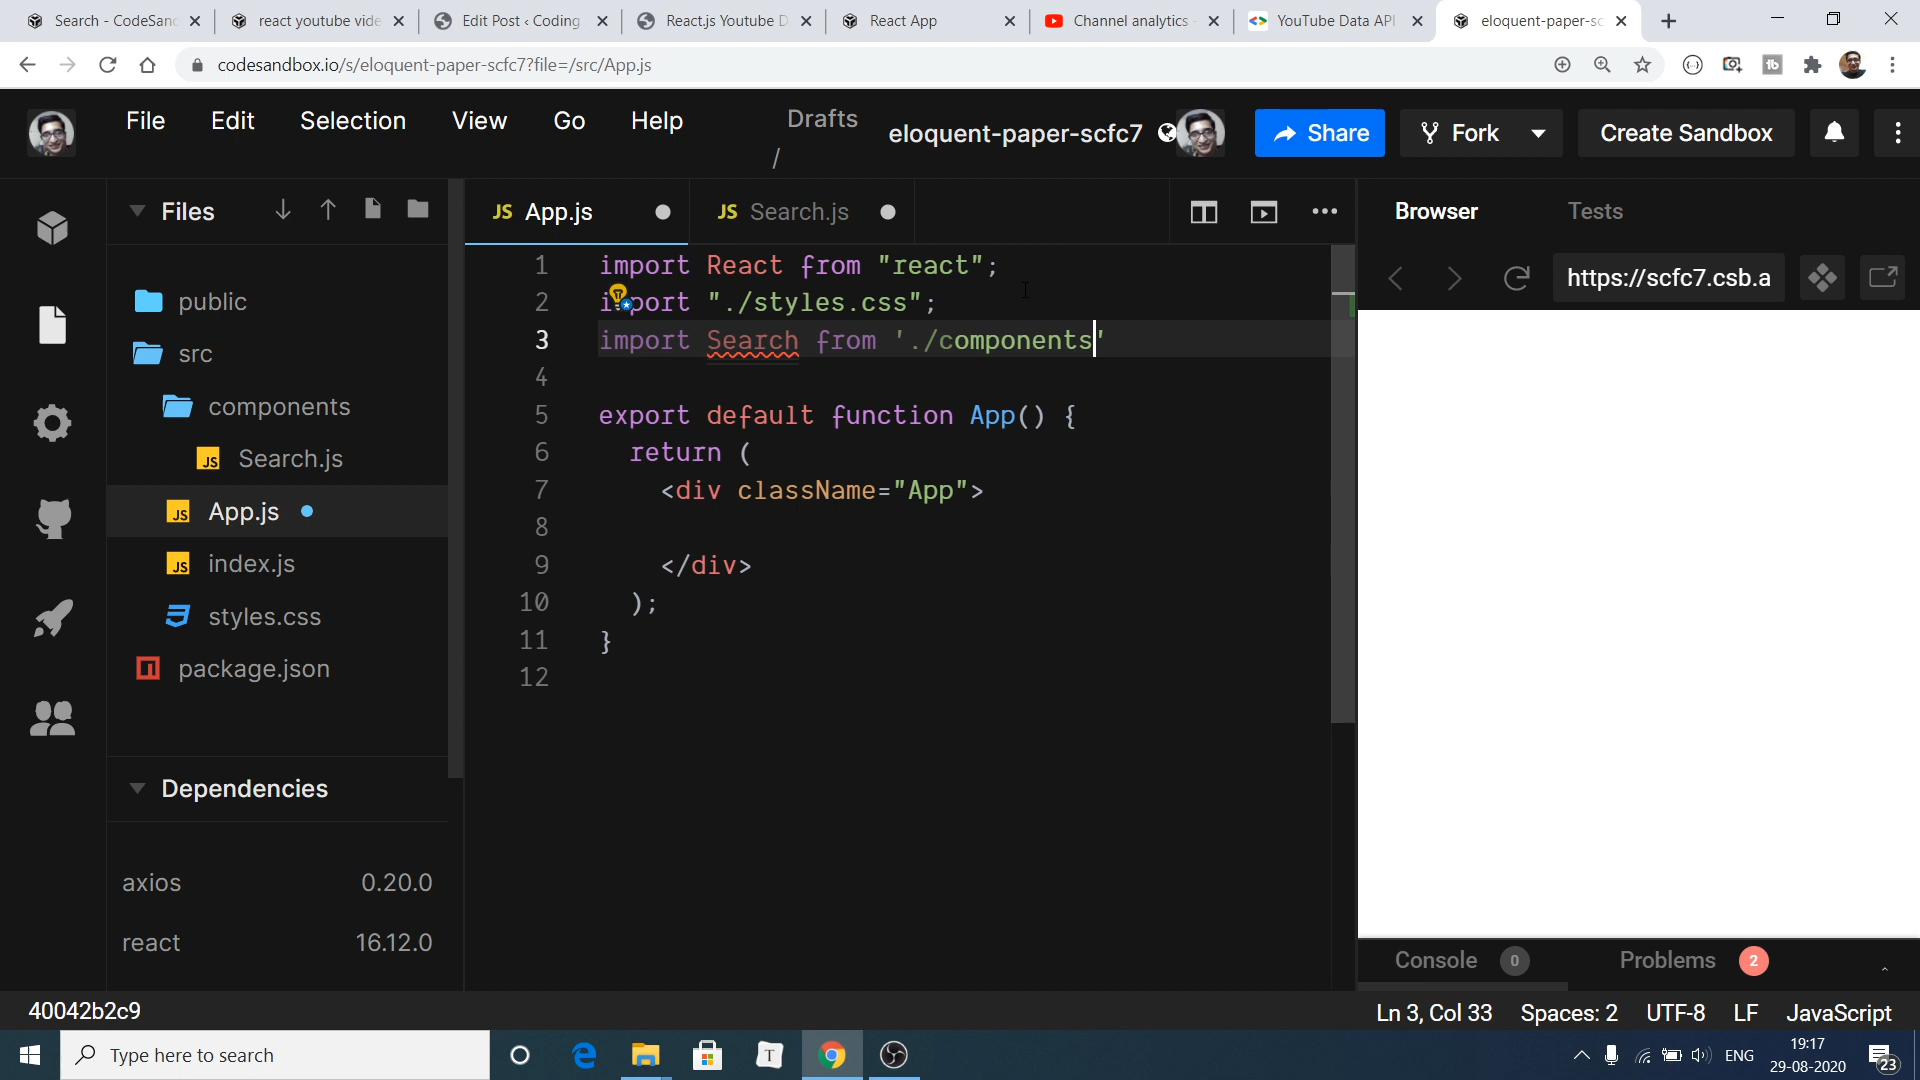 Search - CodeSanc
react youtube vide
Edit Post ‹ Coding
React.js Youtube D
React App
Channel analytics -
YouTube Data API
eloquent-paper-sc
codesandbox.io/s/eloquent-paper-scfc7?file=/src/App.js
File Edit Selection View Go Help
Drafts
/
eloquent-paper-scfc7
Share
Fork
Create Sandbox
Files
JS App.js
JS Search.js
Browser
Tests
https://scfc7.csb.a
public
src
components
JS Search.js
JS App.js
JS index.js
styles.css
package.json
Dependencies
axios 0.20.0
react 16.12.0
1 import React from "react";
2 import "./styles.css";
3 import Search from './components'
4
5 export default function App() {
6 return (
7 <div className="App">
8
9 </div>
10 );
11 }
12
Console 0
Problems 2
40042b2c9
Ln 3, Col 33 Spaces: 2 UTF-8 LF JavaScript
Type here to search
T
ENG
19:17
29-08-2020
23